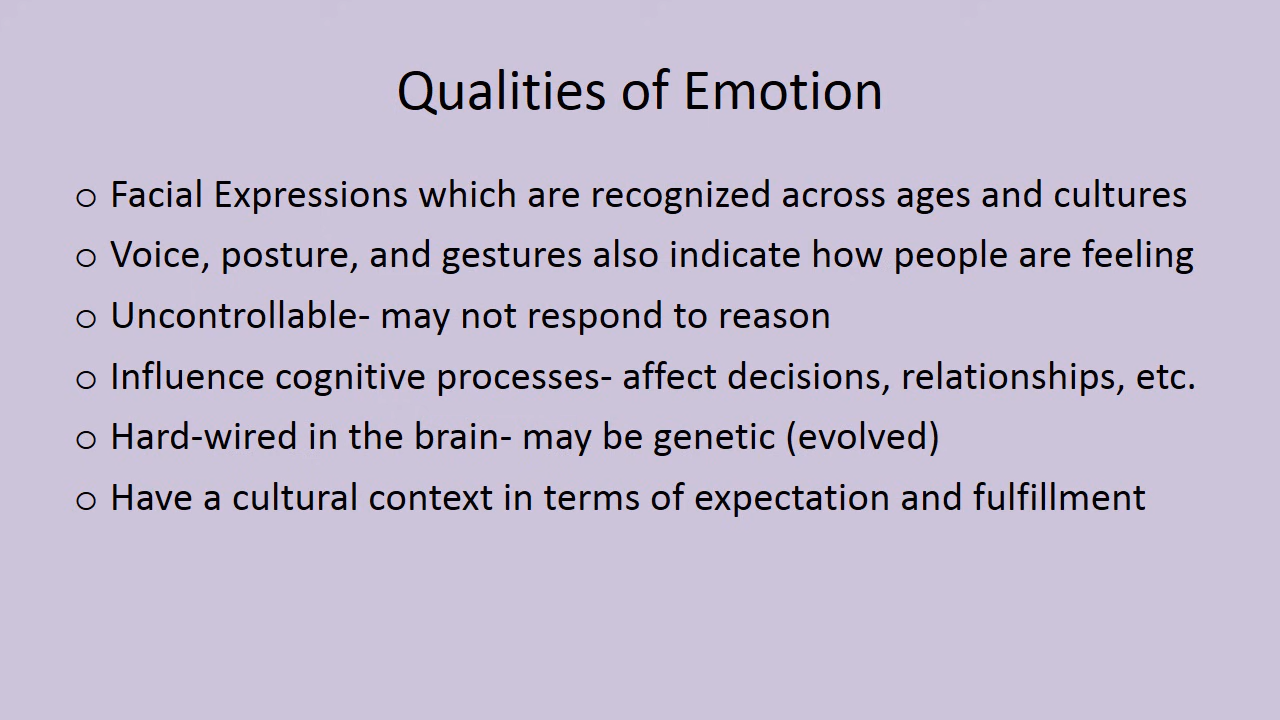 Qualities of Emotion
o Facial Expressions which are recognized across ages and cultures
o Voice, posture, and gestures also indicate how people are feeling
o Uncontrollable- may not respond to reason
o Influence cognitive processes- affect decisions, relationships, etc.
o Hard-wired in the brain- may be genetic (evolved)
o Have a cultural context in terms of expectation and fulfillment